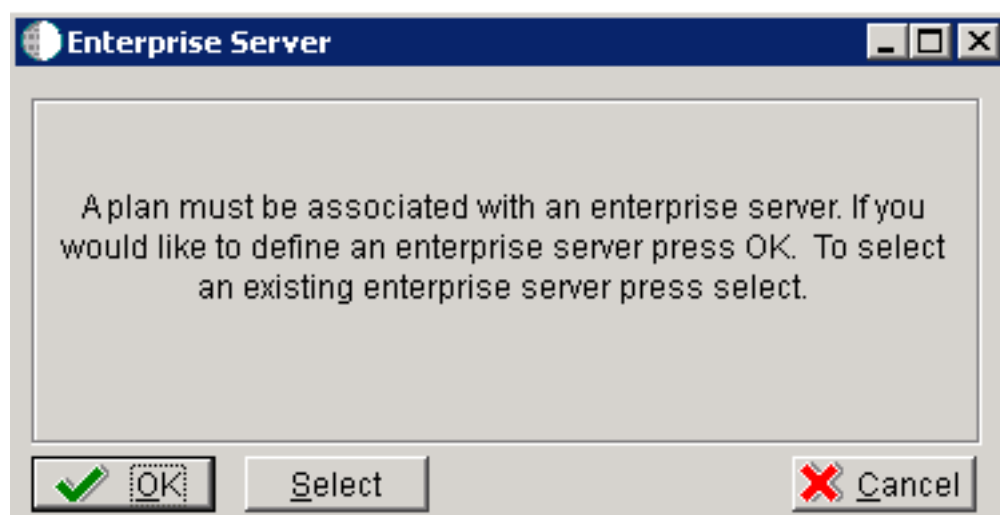 Enterprise Server
A plan must be associated with an enterprise server. If you
would like to define an enterprise server press OK. To select
an existing enterprise server press select.
OK
Select
Cancel